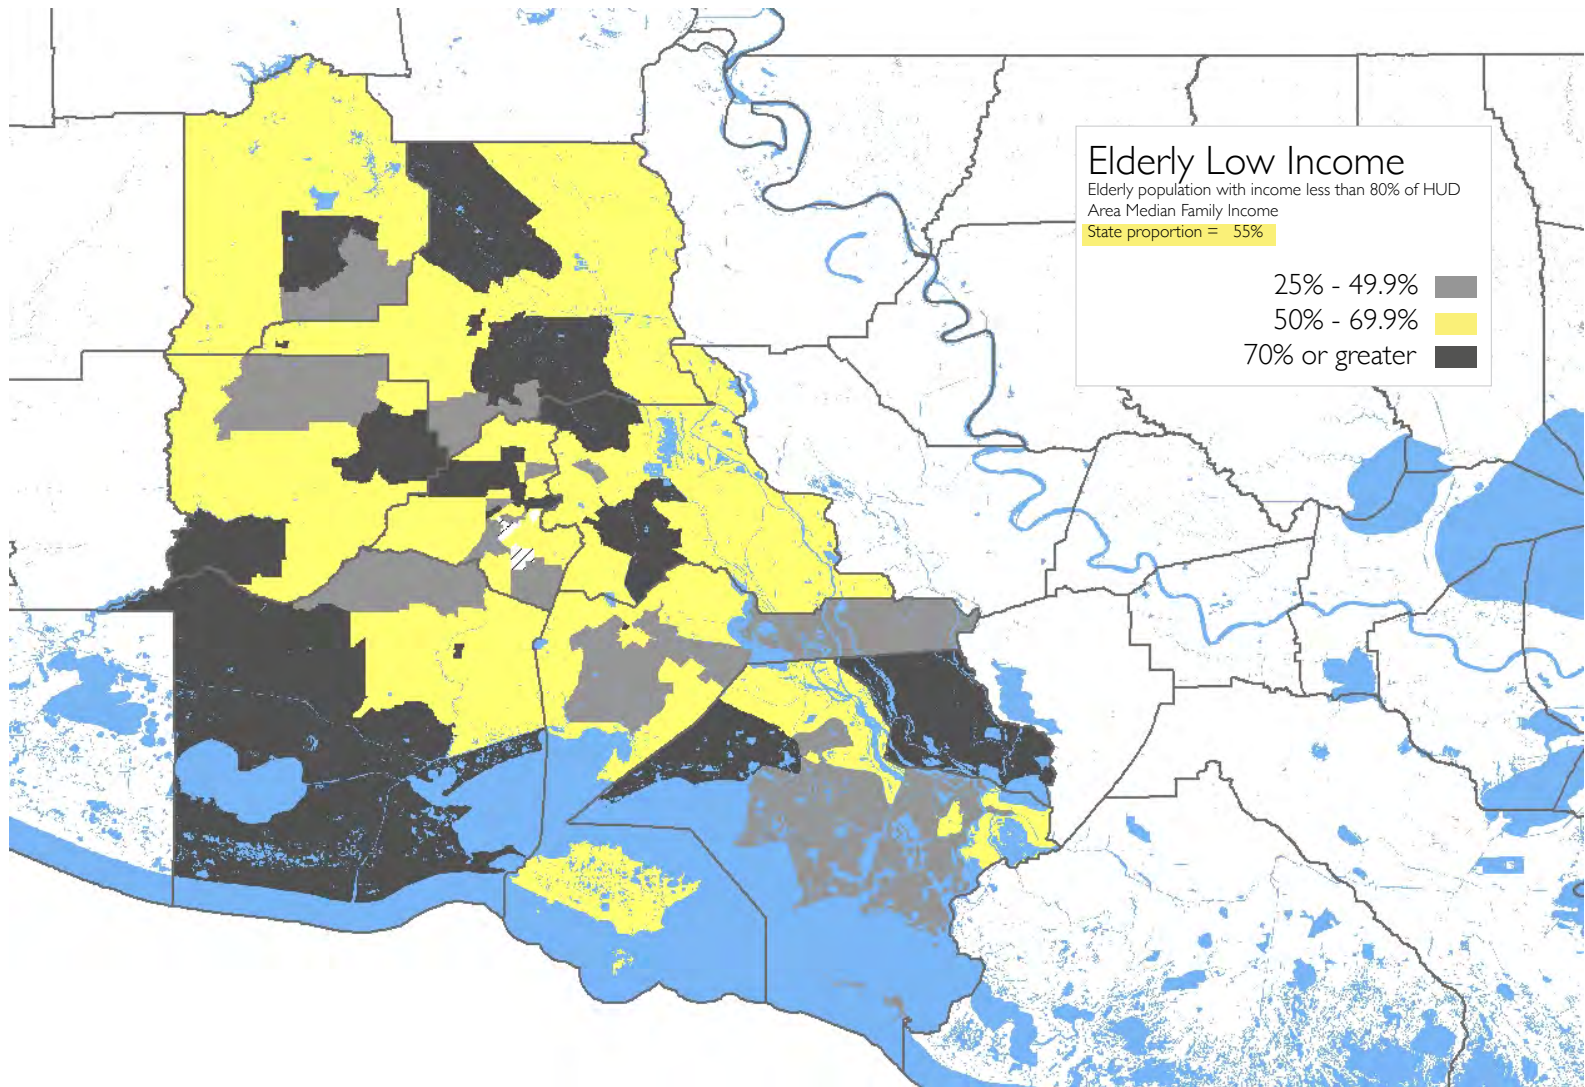 Elderly Low Income
Elderly population with income less than 80% of HUD
Area Median Family Income
State proportion = 55%
25% - 49.9%
50% - 69.9%
70% or greater